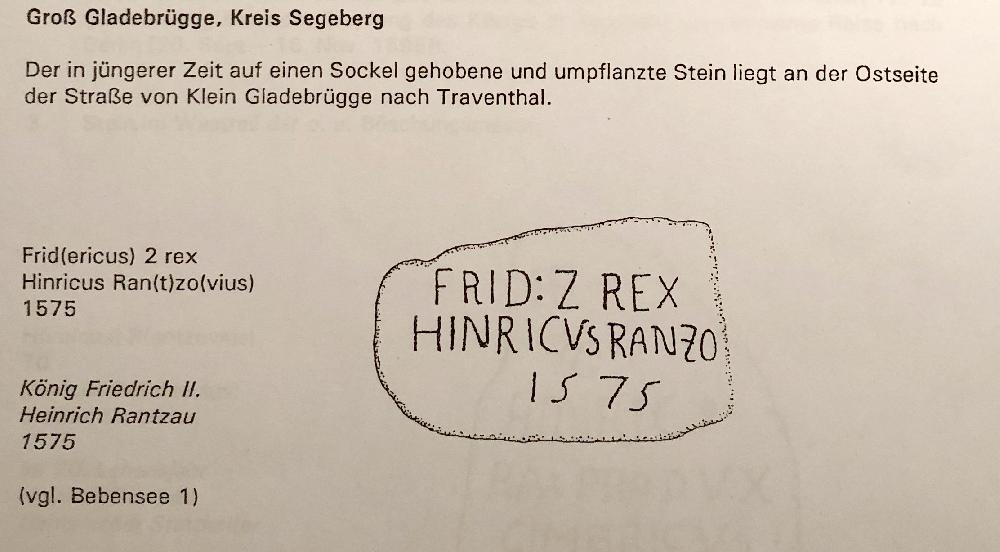 Groß Gladebrügge, Kreis Segeberg
Der in jüngerer Zeit auf einen Sockel gehobene und umpflanzte Stein liegt an der Ostseite
der Straße von Klein Gladebrügge nach Traventhal.
Frid(ericus) 2 rex
Hinricus Ran(t)zo(vius)
1575
König Friedrich II.
Heinrich Rantzau
1575
(vgl. Bebensee 1)
FRID: Z REX
HINRICVS RANZO
1575